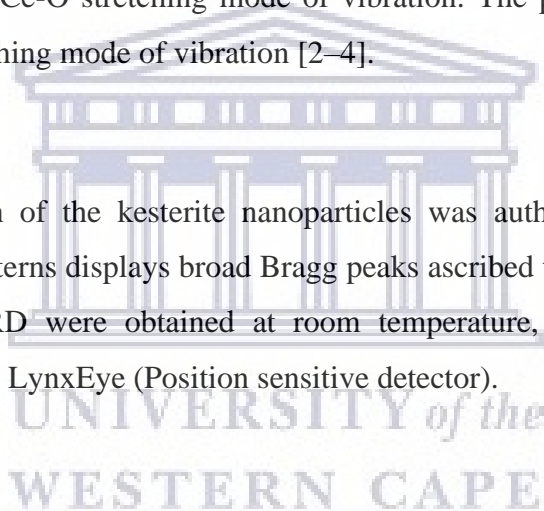 Ce-O stretching mode of vibration. The p
ning mode of vibration [2–4].
n of the kesterite nanoparticles was auth
terns displays broad Bragg peaks ascribed
RD were obtained at room temperature,
LynxEye (Position sensitive detector).
UNIVERSITY of the
WESTERN CAPE